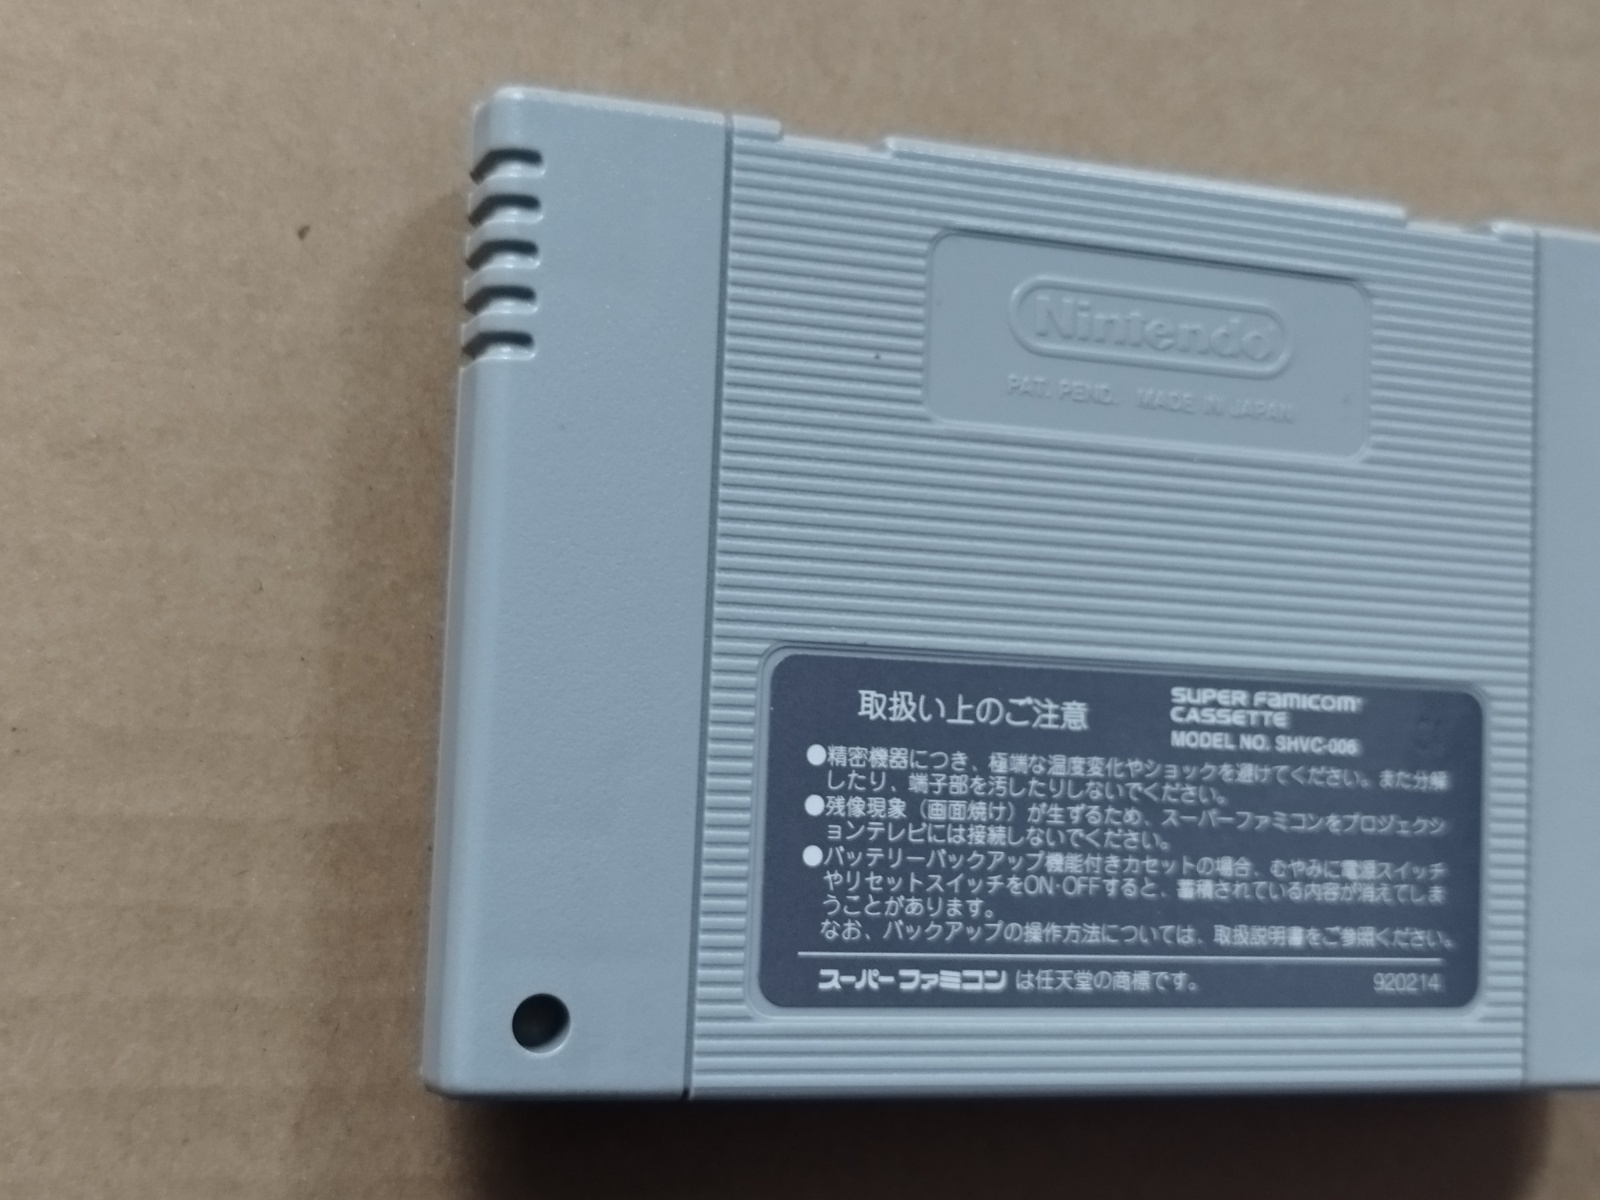 Nintendo
PAT. PEND. MADE IN JAPAN
取扱い上のご注意
SUPER FAMICOM
CASSETTE
MODEL NO. SHVC-006
●精密機器につき、極端な温度変化やショックを避けてください。また分解
したり、端子部を汚したりしないでください。
●残像現象(画面焼け)が生ずるため、スーパーファミコンをプロジェクシ
ョンテレビには接続しないでください。
●バッテリーバックアップ機能付きカセットの場合、むやみに電源スイッチ
やリセットスイッチをON·OFFすると、蓄積されている内容が消えてしま
うことがあります。
なお、バックアップの操作方法については、取扱説明書をご参照ください。
スーパーファミコン は任天堂の商標です。
920214